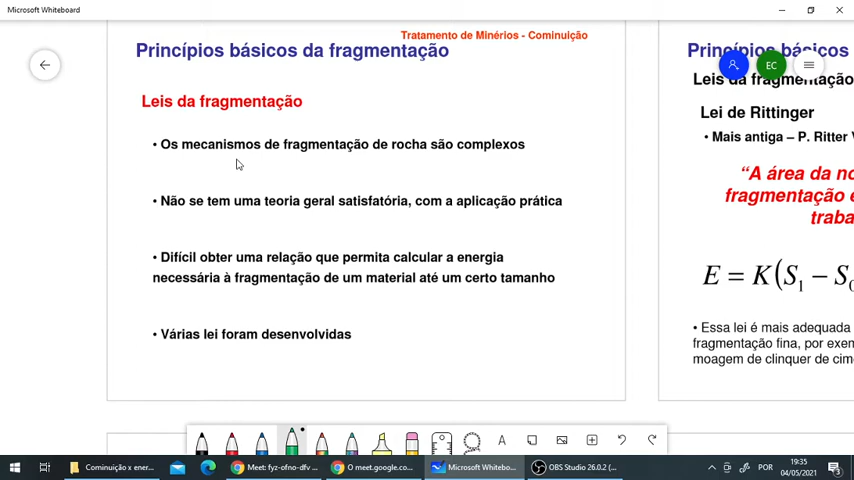 Microsoft Whiteboard
Tratamento de Minérios - Cominuição
Princípios básicos da fragmentação
Leis da fragmentação
• Os mecanismos de fragmentação de rocha são complexos
• Não se tem uma teoria geral satisfatória, com a aplicação prática
• Difícil obter uma relação que permita calcular a energia
necessária à fragmentação de um material até um certo tamanho
• Várias lei foram desenvolvidas
Princípios básicos
EC
Leis da fragmentação
Lei de Rittinger
• Mais antiga – P. Ritter
“A área da no
fragmentação e
traba
E = K(S₁ − S₀
• Essa lei é mais adequada
fragmentação fina, por exem
moagem de clinquer de cim
A
Cominuição x ener...
Meet: fyz-ofno-dfv ...
O meet.google.co...
Microsoft Whitebo...
OBS Studio 26.0.2 (...
POR
19:35
04/05/2021
3